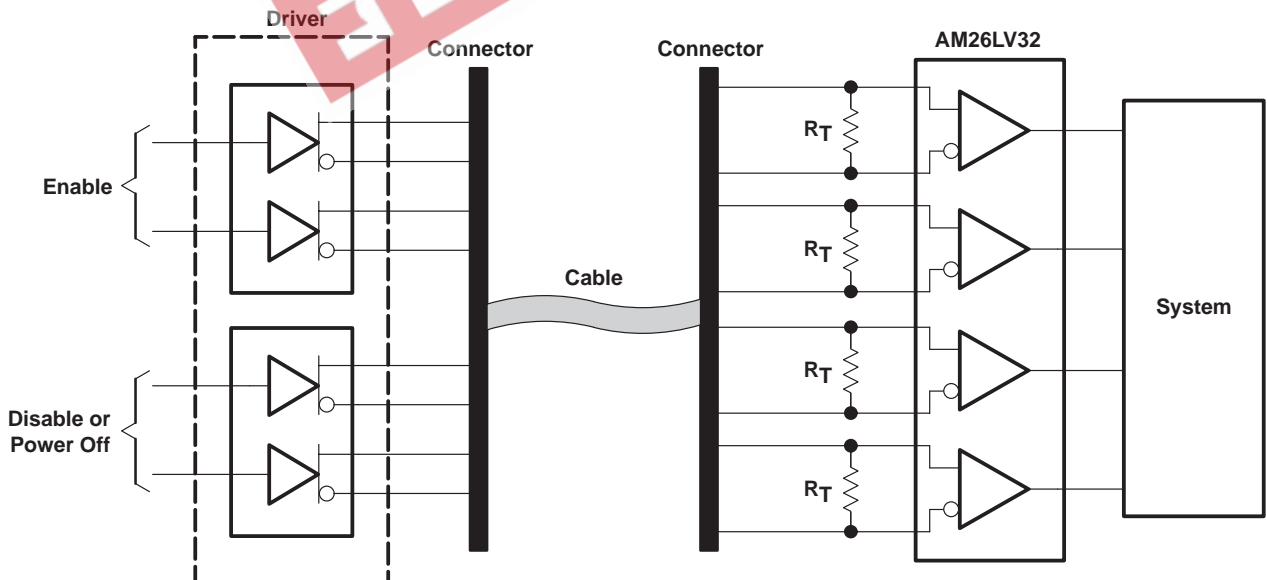 Driver
Connector
Connector
AM26LV32
Enable
Disable or
Power Off
Cable
RT
RT
RT
RT
System